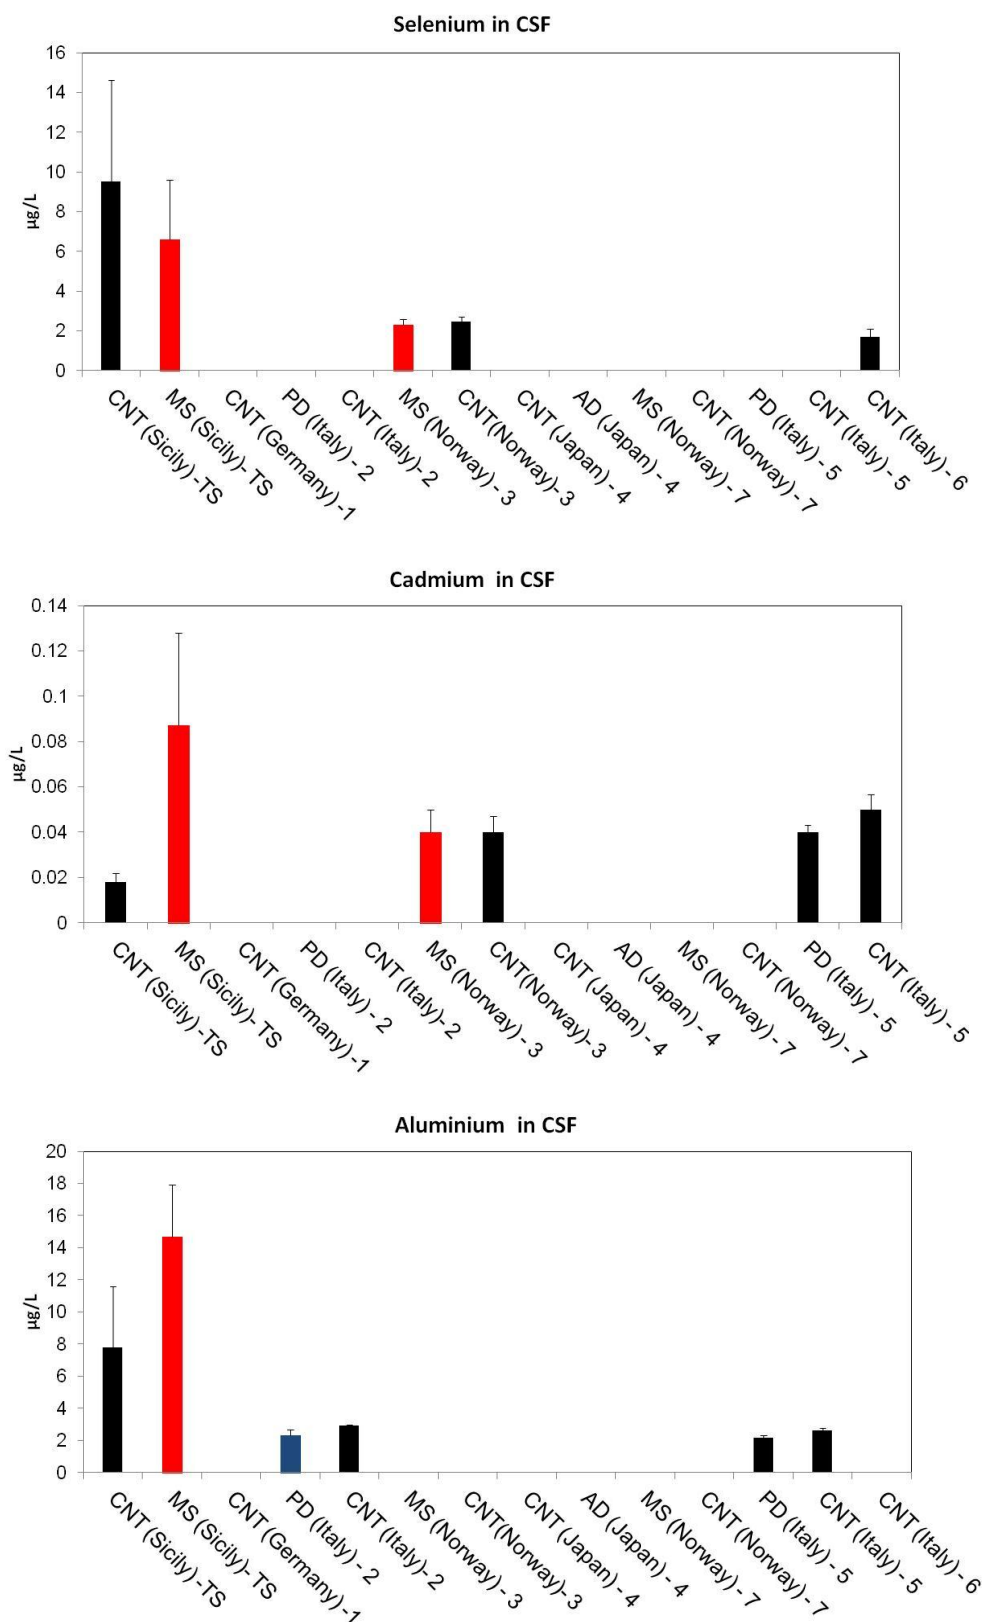 Selenium in CSF
16
14
12
10
8
6
4
2
0
µg/L
CNT (Sicily) -TS
MS (Sicily)- TS
CNT (Germany) -1
PD (Italy) - 2
CNT (Italy)- 2
MS (Norway) - 3
CNT(Norway)-3
CNT (Japan) - 4
AD (Japan) - 4
MS (Norway) - 7
CNT (Norway) - 7
PD (Italy) - 5
CNT (Italy) - 5
CNT (Italy) - 6
Cadmium in CSF
0.14
0.12
0.1
0.08
0.06
0.04
0.02
0
µg/L
CNT (Sicily) -TS
MS (Sicily)- TS
CNT (Germany) -1
PD (Italy) - 2
CNT (Italy)- 2
MS (Norway) - 3
CNT(Norway)-3
CNT (Japan) - 4
AD (Japan) - 4
MS (Norway) - 7
CNT (Norway) - 7
PD (Italy) - 5
CNT (Italy) - 5
Aluminium in CSF
20
18
16
14
12
10
8
6
4
2
0
µg/L
CNT (Sicily) -TS
MS (Sicily)- TS
CNT (Germany) -1
PD (Italy) - 2
CNT (Italy)- 2
MS (Norway) - 3
CNT(Norway)-3
CNT (Japan) - 4
AD (Japan) - 4
MS (Norway) - 7
CNT (Norway) - 7
PD (Italy) - 5
CNT (Italy) - 5
CNT (Italy) - 6